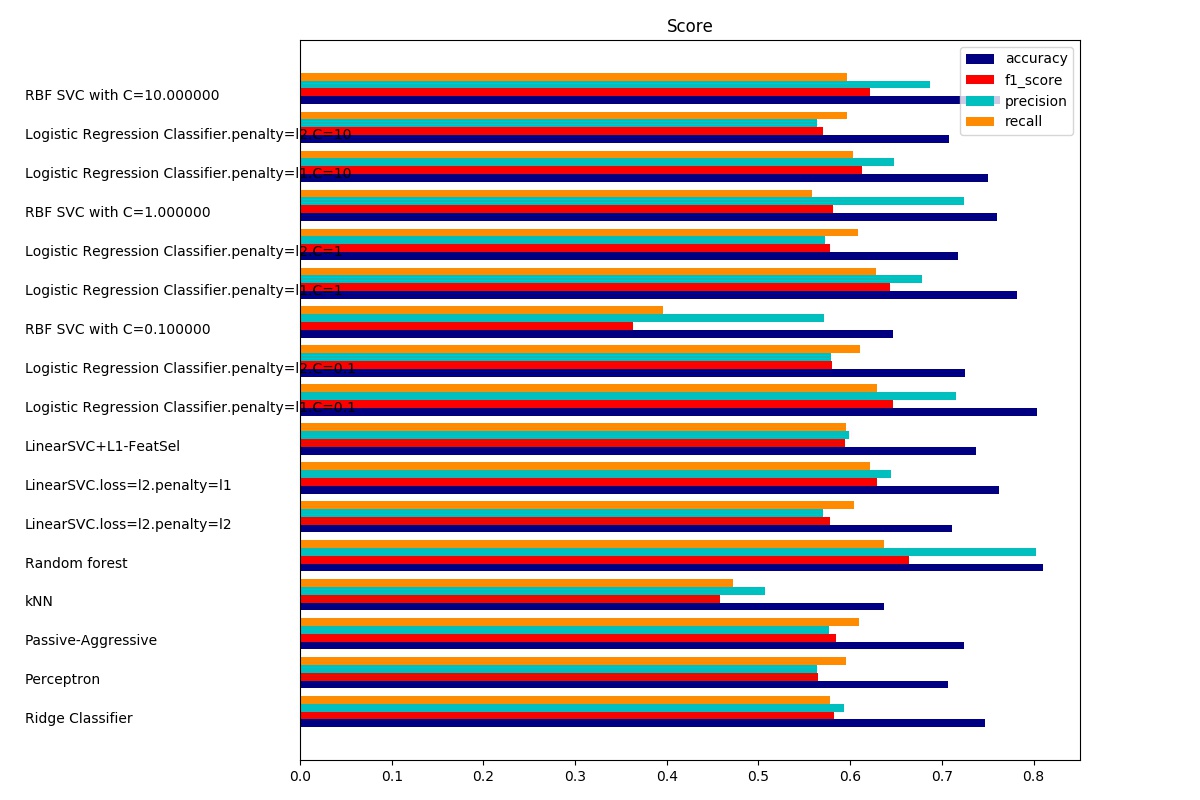 Score
accuracy
f1_score
precision
recall
RBF SVC with C=10.000000
Logistic Regression Classifier.penalty=l2.C=10
Logistic Regression Classifier.penalty=l1.C=10
RBF SVC with C=1.000000
Logistic Regression Classifier.penalty=l2.C=1
Logistic Regression Classifier.penalty=l1.C=1
RBF SVC with C=0.100000
Logistic Regression Classifier.penalty=l2.C=0.1
Logistic Regression Classifier.penalty=l1.C=0.1
LinearSVC+L1-FeatSel
LinearSVC.loss=l2.penalty=l1
LinearSVC.loss=l2.penalty=l2
Random forest
kNN
Passive-Aggressive
Perceptron
Ridge Classifier
0.0 0.1 0.2 0.3 0.4 0.5 0.6 0.7 0.8